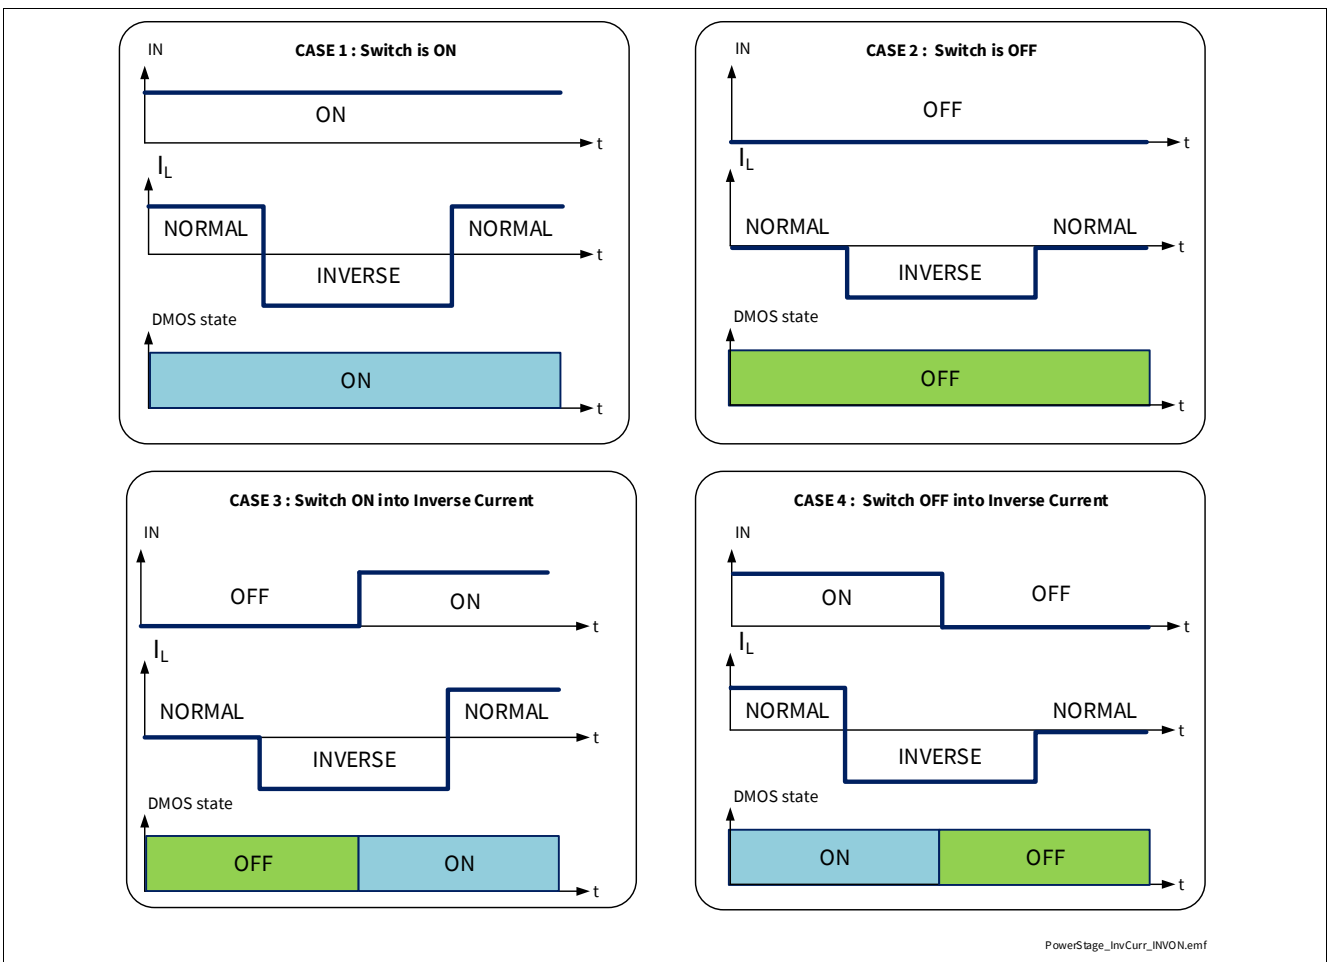 CASE 1 : Switch is ON
IN
ON
t
IL
NORMAL
NORMAL
INVERSE
t
DMOS state
ON
t
CASE 2 : Switch is OFF
IN
OFF
t
IL
NORMAL
NORMAL
INVERSE
t
DMOS state
OFF
t
CASE 3 : Switch ON into Inverse Current
IN
OFF
ON
t
IL
NORMAL
NORMAL
INVERSE
t
DMOS state
OFF
ON
t
CASE 4 : Switch OFF into Inverse Current
IN
ON
OFF
t
IL
NORMAL
NORMAL
INVERSE
t
DMOS state
ON
OFF
t
PowerStage_InvCurr_INVON.emf